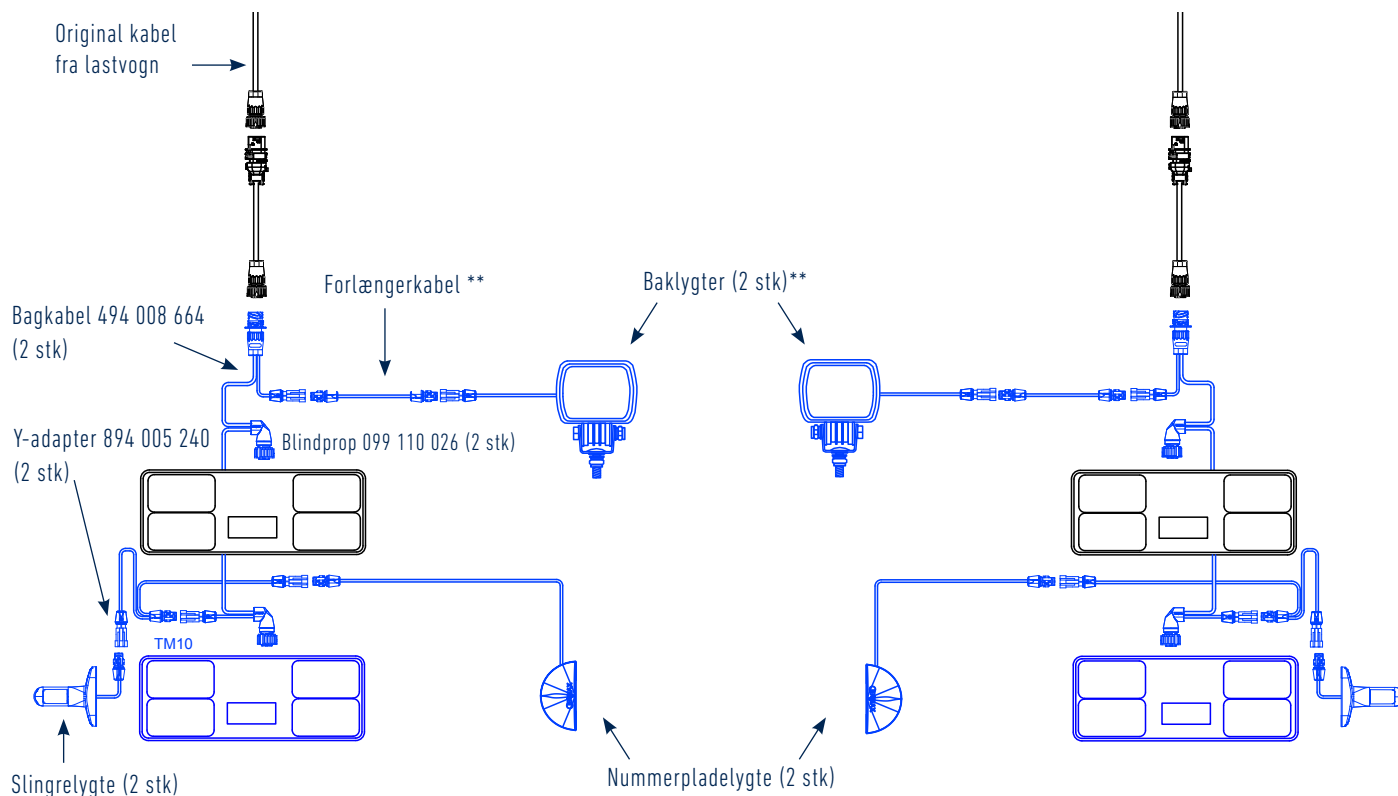 Original kabel
fra lastvogn
Forlængerkabel **
Baklygter (2 stk)**
Bagkabel 494 008 664
(2 stk)
Y-adapter 894 005 240
(2 stk)
Blindprop 099 110 026 (2 stk)
TM10
Slingrelygte (2 stk)
Nummerpladelygte (2 stk)